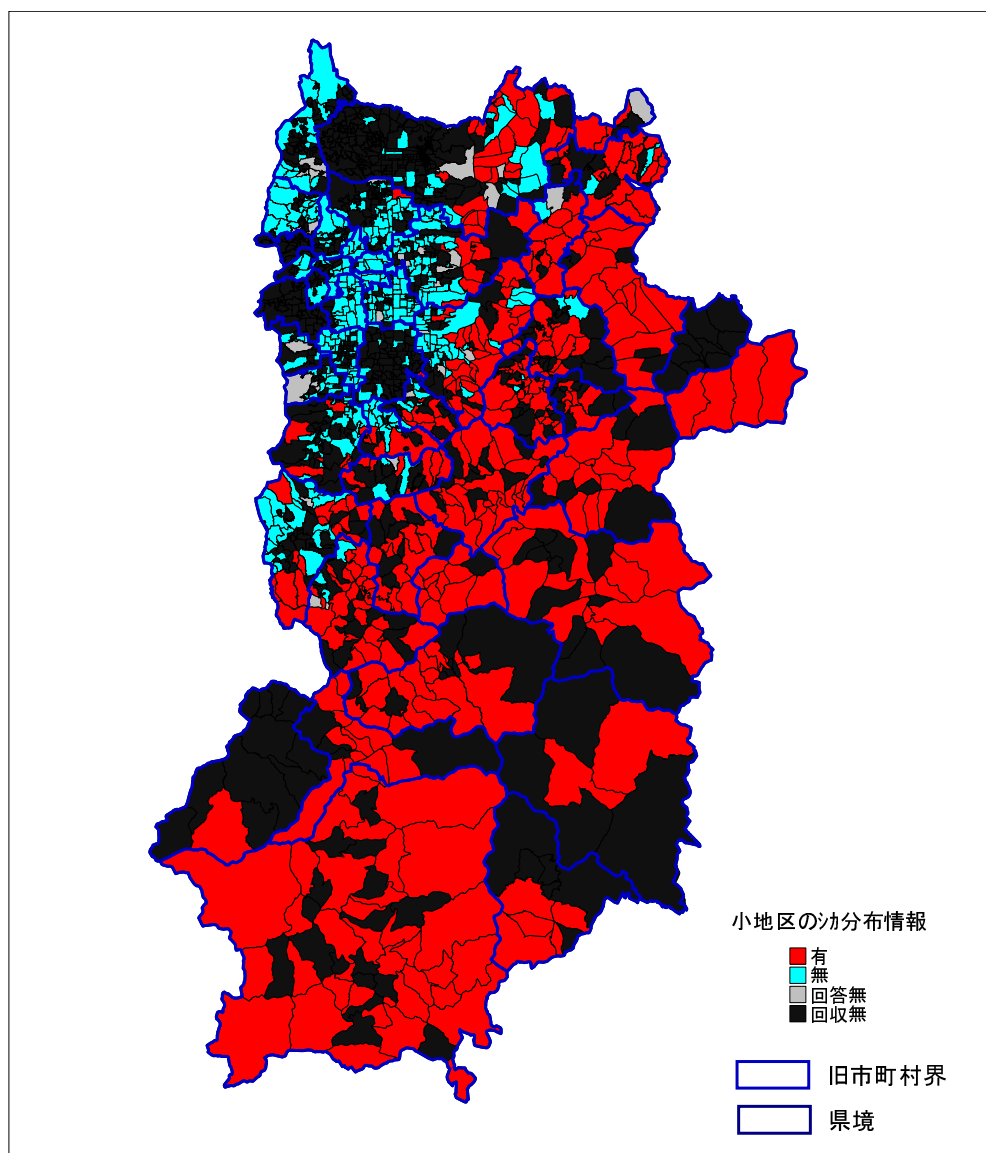 小地区のｼｶ分布情報
有
無
回答無
回収無
旧市町村界
県境